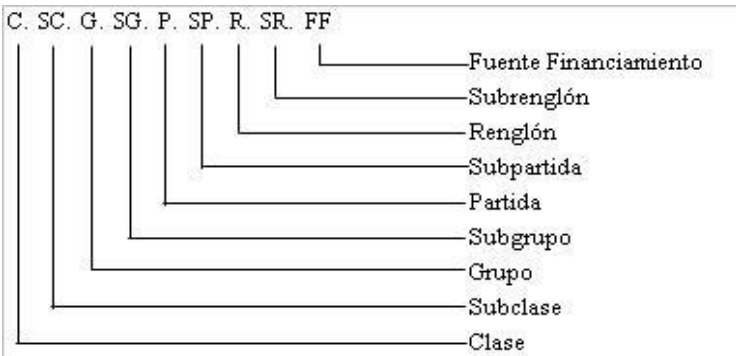 C. SC. G. SG. P. SP. R. SR. FF
Fuente Financiamiento
Subrenglón
Renglón
Subpartida
Partida
Subgrupo
Grupo
Subclase
Clase